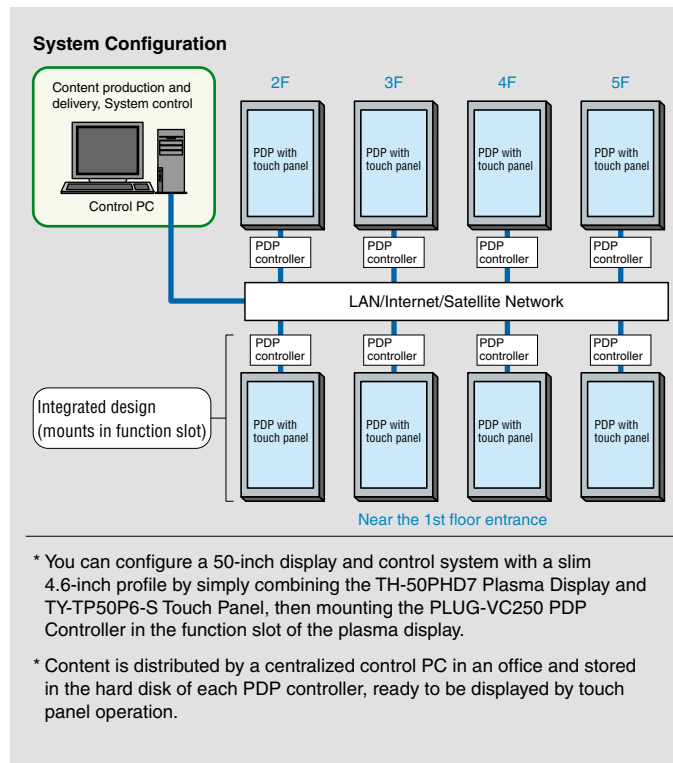 System Configuration
Content production and
delivery, System control
Control PC
2F
3F
4F
5F
PDP with
touch panel
PDP with
touch panel
PDP with
touch panel
PDP with
touch panel
PDP
controller
PDP
controller
PDP
controller
PDP
controller
LAN/Internet/Satellite Network
PDP
controller
PDP
controller
PDP
controller
PDP
controller
Integrated design
(mounts in function slot)
PDP with
touch panel
PDP with
touch panel
PDP with
touch panel
PDP with
touch panel
Near the 1st floor entrance
* You can configure a 50-inch display and control system with a slim
4.6-inch profile by simply combining the TH-50PHD7 Plasma Display and
TY-TP50P6-S Touch Panel, then mounting the PLUG-VC250 PDP
Controller in the function slot of the plasma display.
* Content is distributed by a centralized control PC in an office and stored
in the hard disk of each PDP controller, ready to be displayed by touch
panel operation.